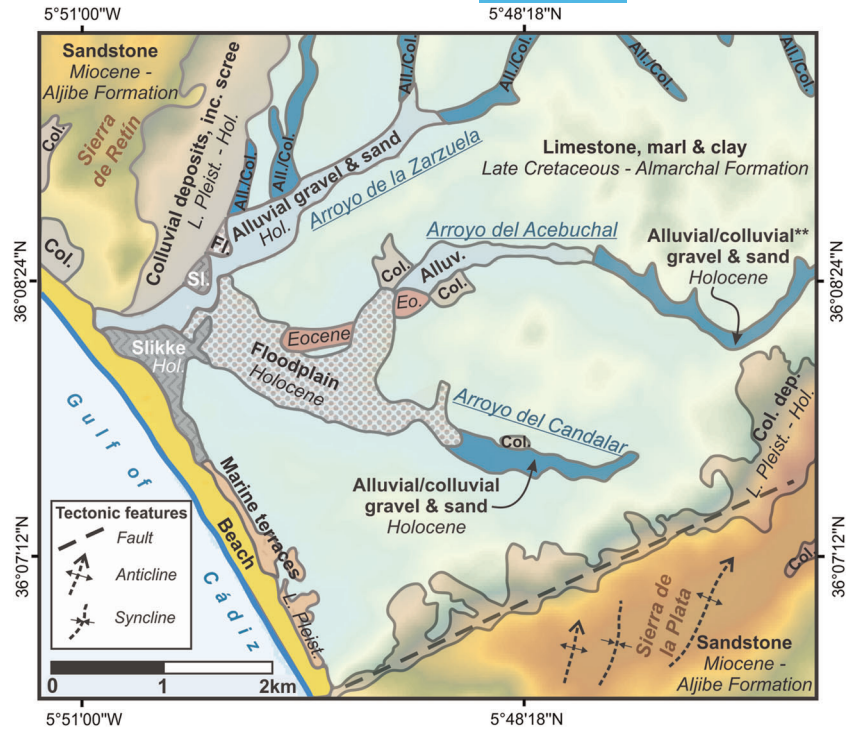 5°51'00"W
5°48'18"N
Sandstone
Miocene -
Aljibe Formation
Sierra
de Retín
Col.
Col.
Colluvial deposits, inc. scree
L. Pleist. - Hol.
All./Col.
All./Col.
All./Col.
All./Col.
All./Col.
All./Col.
Alluvial gravel & sand
Hol.
Arroyo de la Zarzuela
Limestone, marl & clay
Late Cretaceous - Almarchal Formation
Fl.
Sl.
Arroyo del Acebuchal
Col.
Alluv.
Eo.
Col.
Alluvial/colluvial**
gravel & sand
Holocene
36°08'24"N
36°08'24"N
Slikke
Hol.
Eocene
Floodplain
Holocene
Arroyo del Candalar
Col.
Alluvial/colluvial
gravel & sand
Holocene
Col. dep.
L. Pleist. - Hol.
Gulf of
Cádiz
Beach
Marine terraces
L. Pleist.
Tectonic features
Fault
Anticline
Syncline
36°07'12"N
36°07'12"N
Col.
Sierra de
la Plata
Sandstone
Miocene -
Aljibe Formation
0 1 2km
5°51'00"W
5°48'18"N